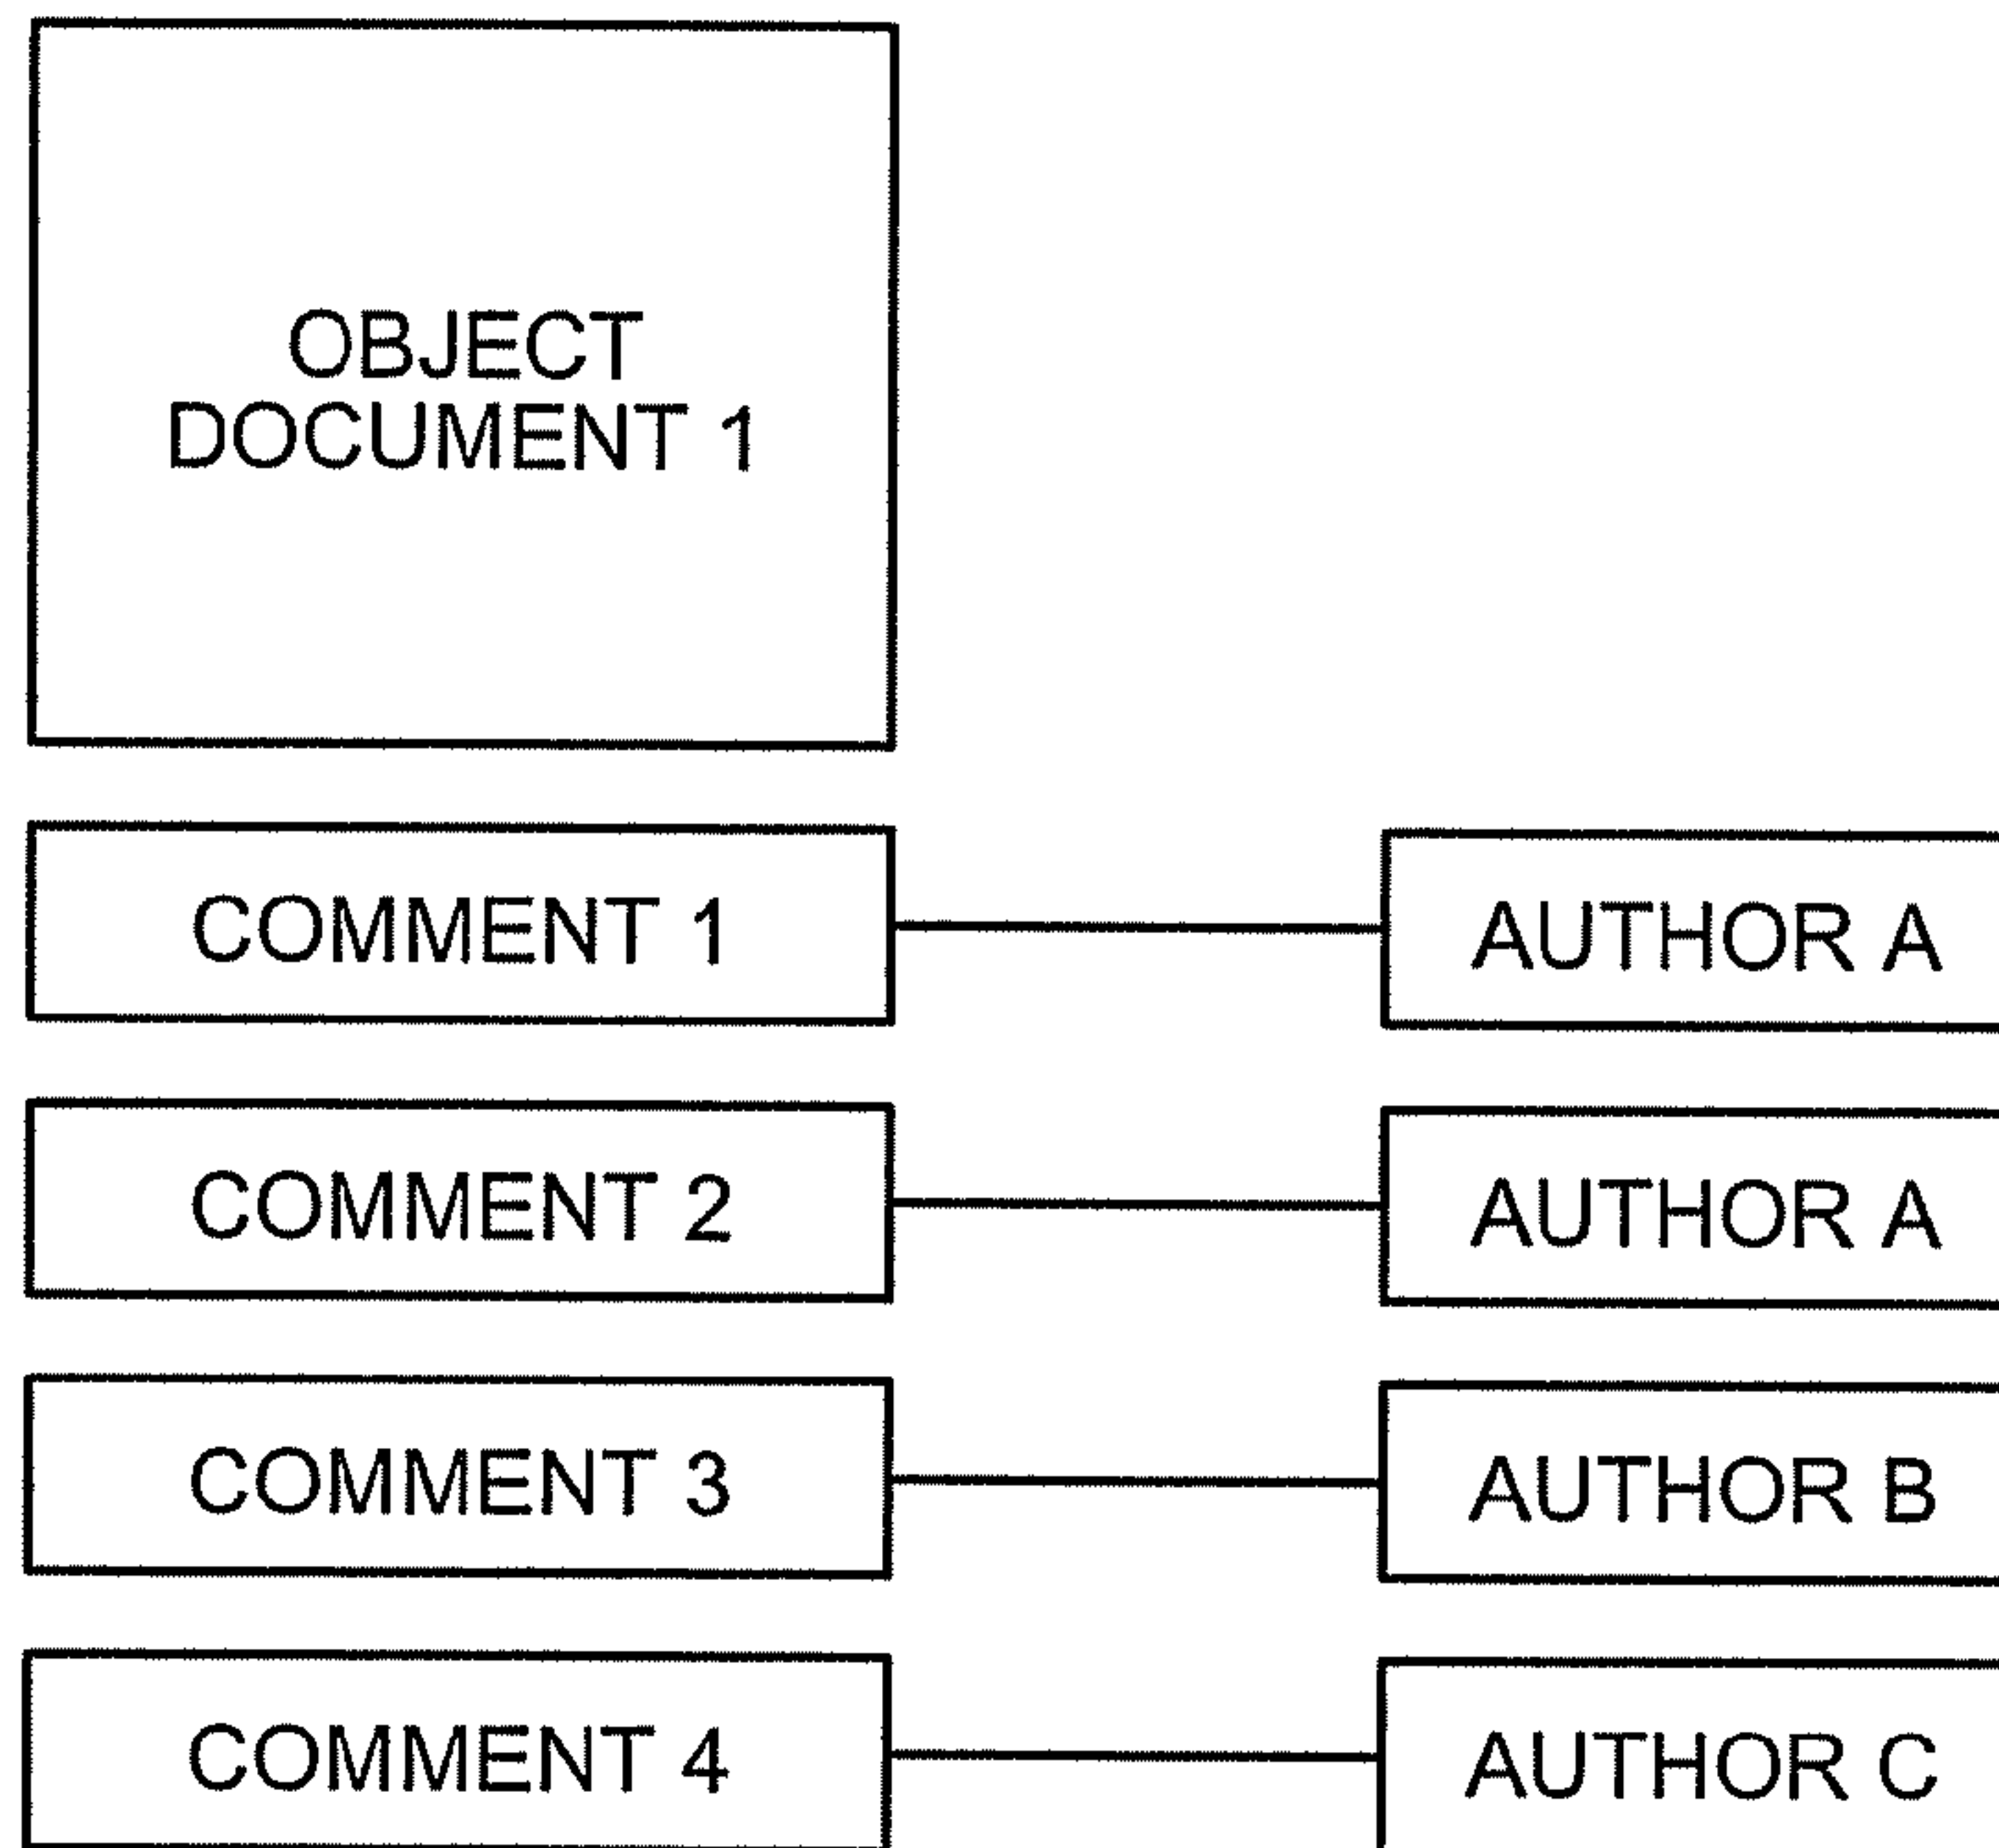 OBJECT
DOCUMENT 1
COMMENT 1
AUTHOR A
COMMENT 2
AUTHOR A
COMMENT 3
AUTHOR B
COMMENT 4
AUTHOR C